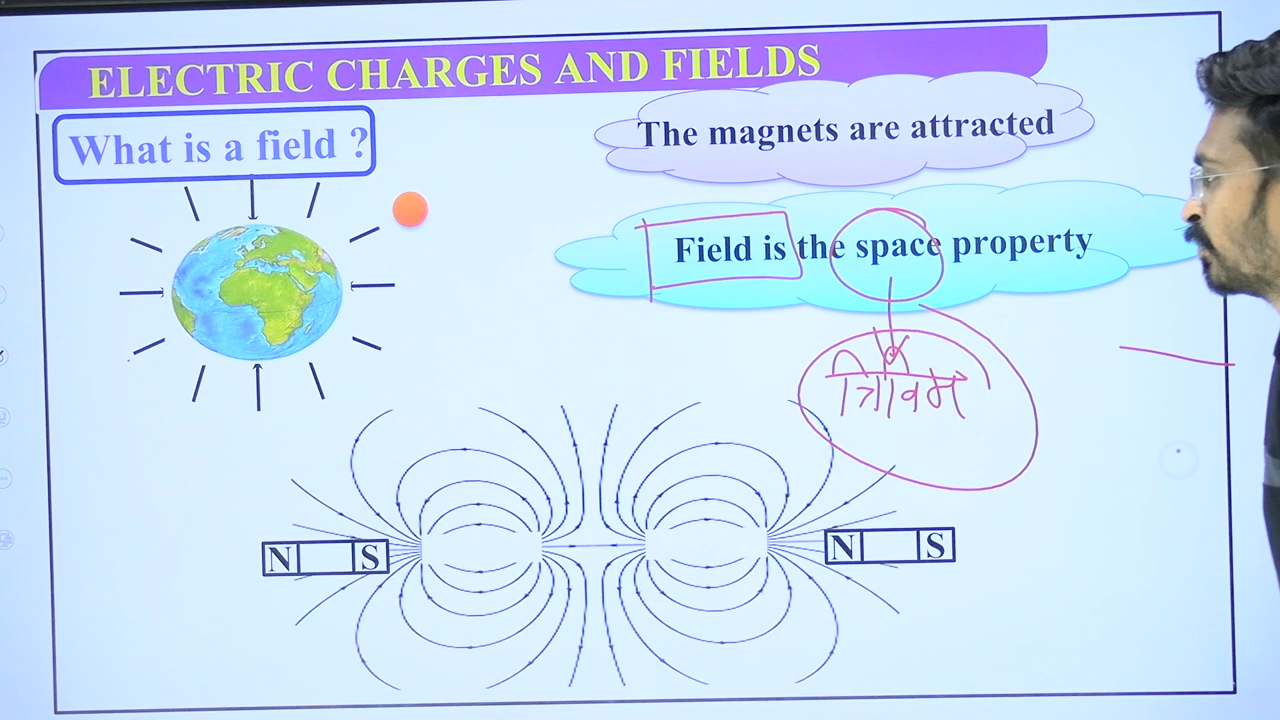 ELECTRIC CHARGES AND FIELDS
What is a field ?
The magnets are attracted
Field is the space property
N S
N S